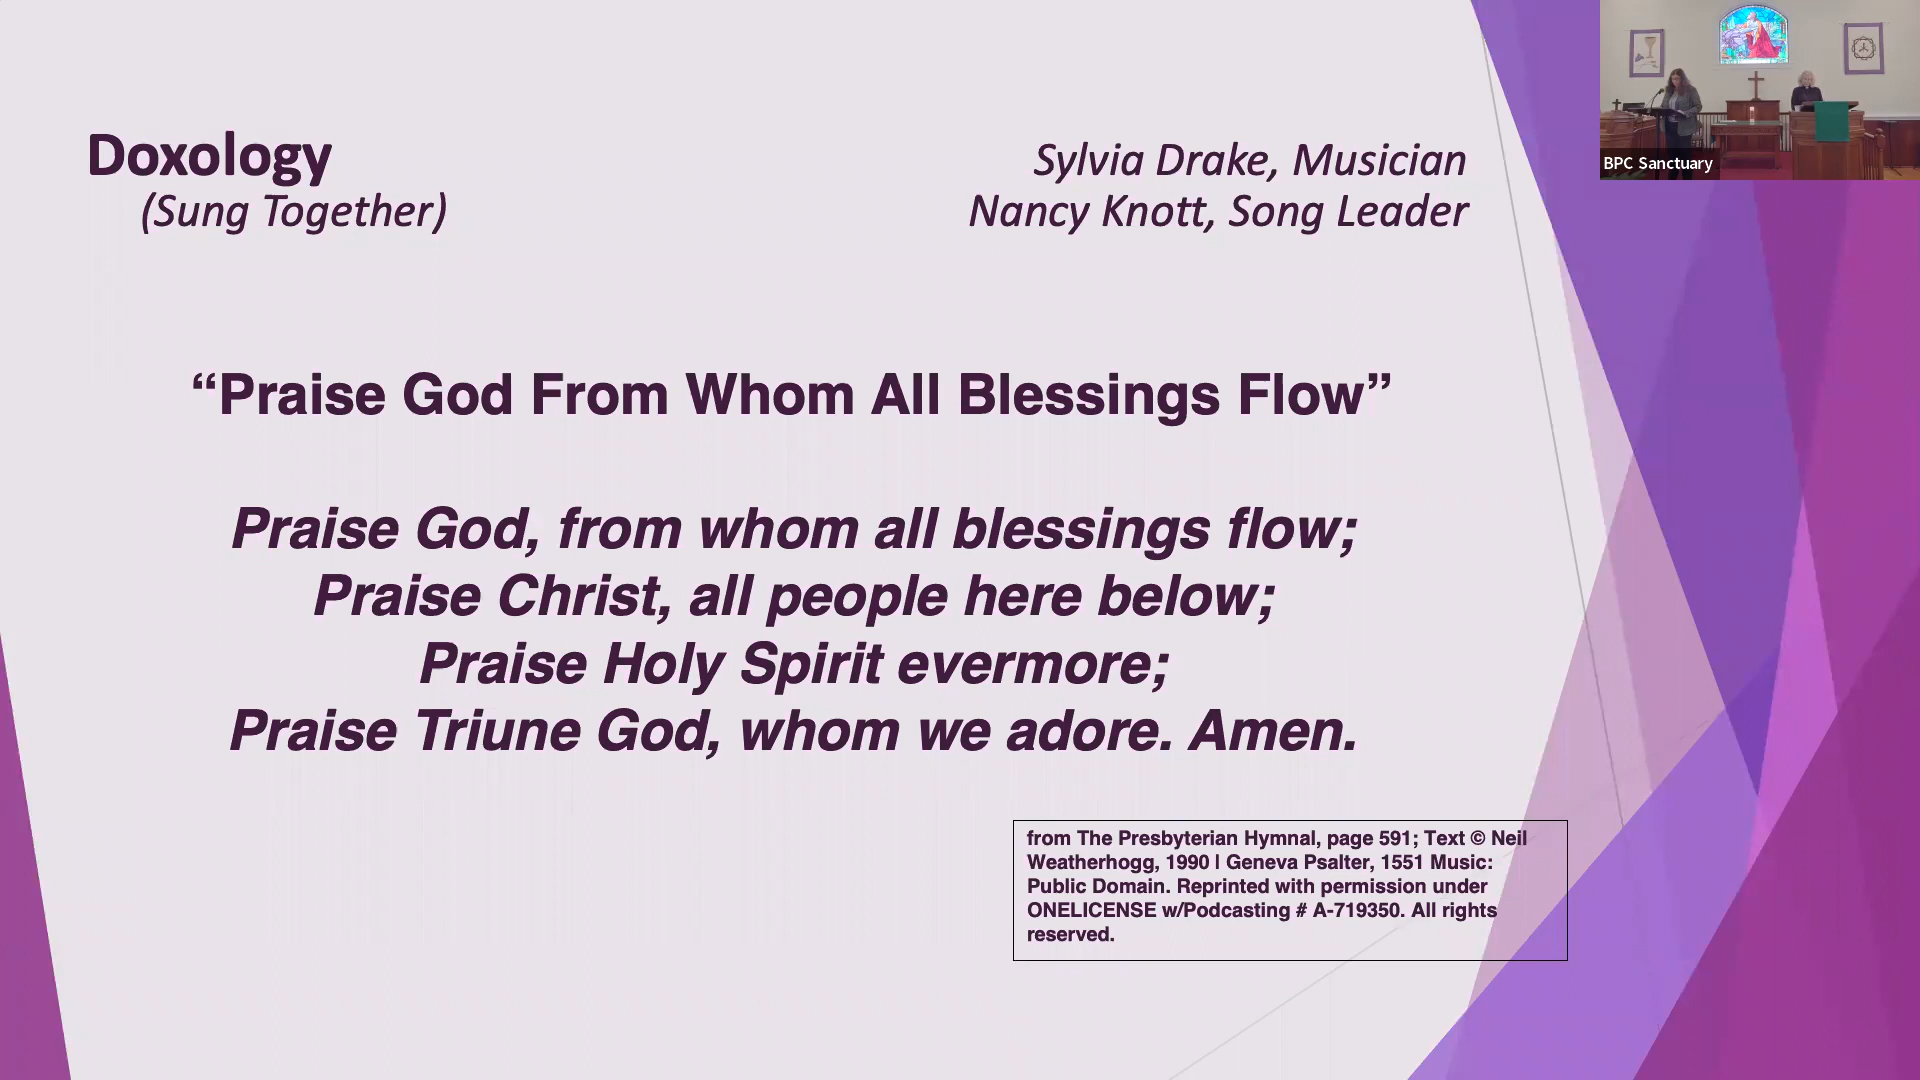 Doxology
(Sung Together)
Sylvia Drake, Musician
Nancy Knott, Song Leader
BPC Sanctuary
“Praise God From Whom All Blessings Flow”
Praise God, from whom all blessings flow;
Praise Christ, all people here below;
Praise Holy Spirit evermore;
Praise Triune God, whom we adore. Amen.
from The Presbyterian Hymnal, page 591; Text © Neil
Weatherhogg, 1990 | Geneva Psalter, 1551 Music:
Public Domain. Reprinted with permission under
ONELICENSE w/Podcasting # A-719350. All rights
reserved.